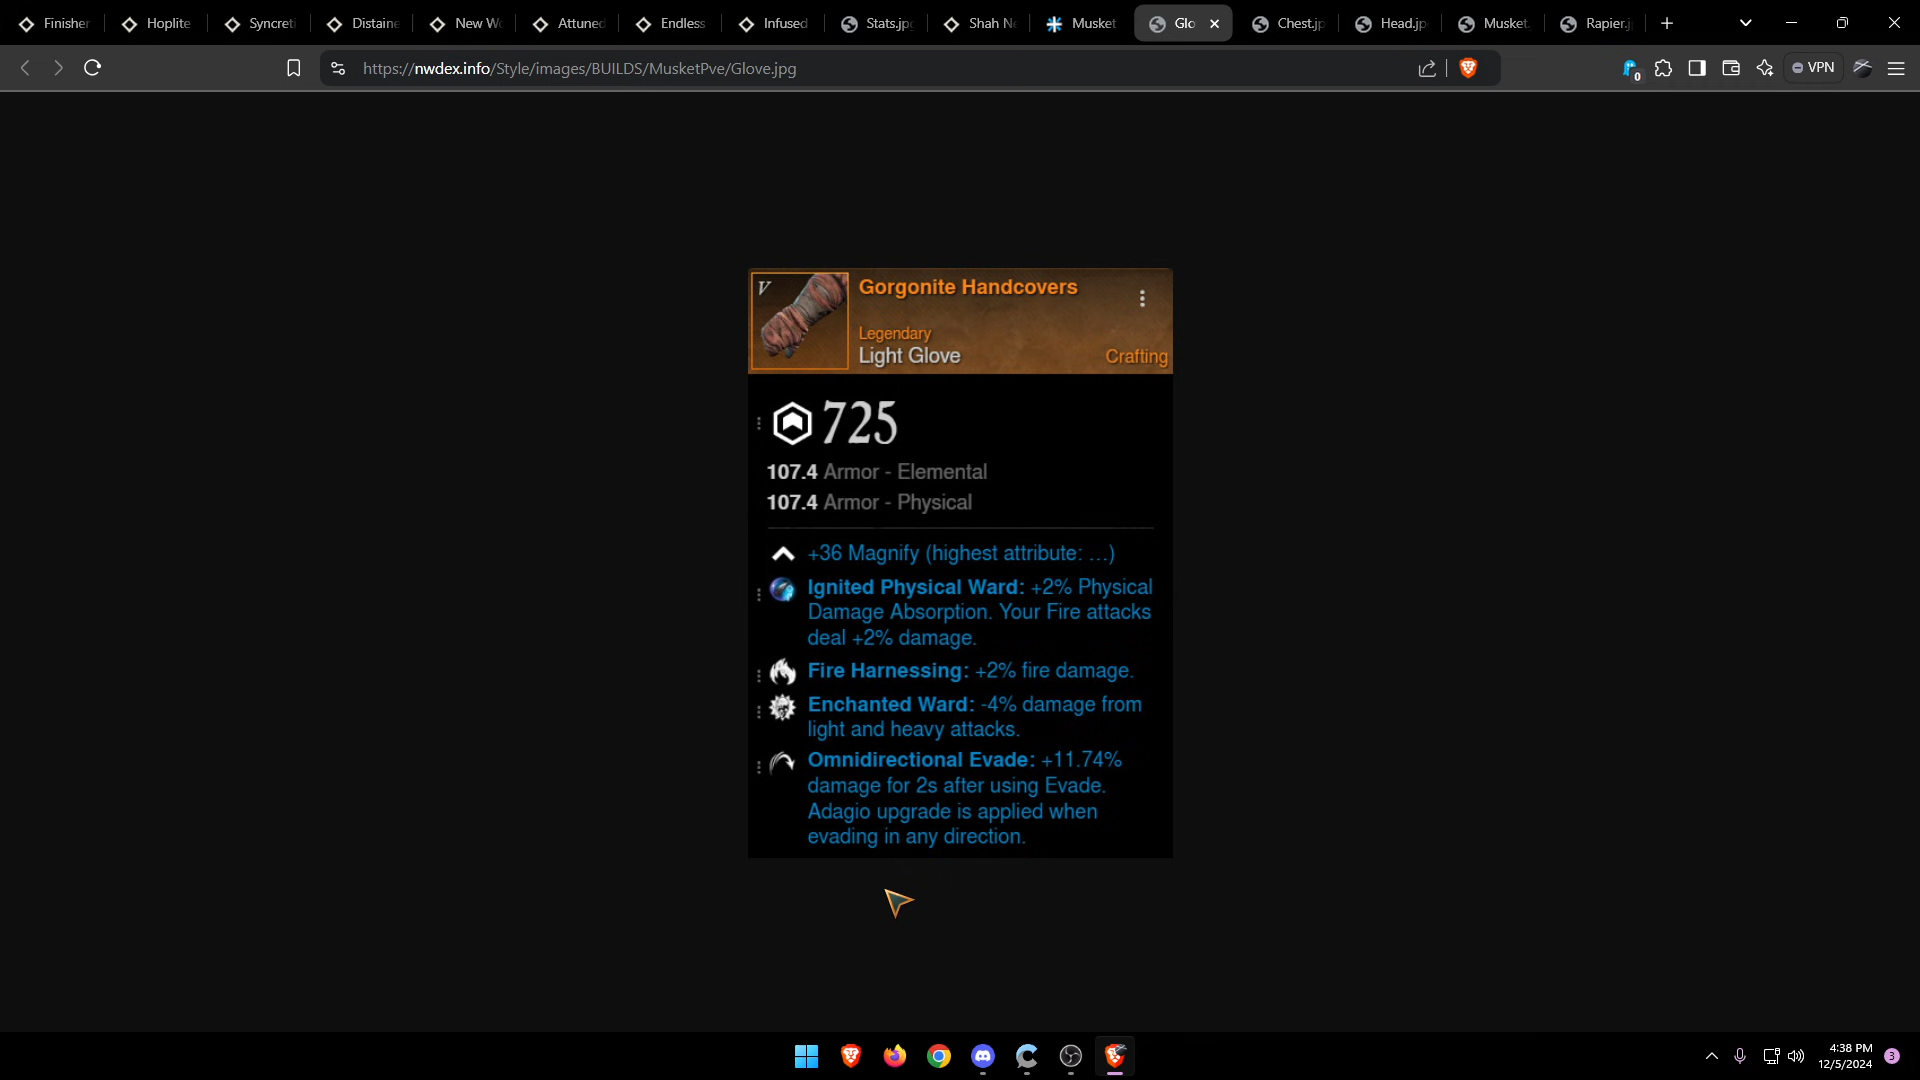 Finisher
Hoplite
Syncreti
Distaine
New Wo
Attuned
Endless
Infused
Stats.jpg
Shah Ne
Musket
Glo
Chest.jp
Head.jp
Musket.
Rapier.j
https://nwdex.info/Style/images/BUILDS/MusketPve/Glove.jpg
0
VPN
V
Gorgonite Handcovers
Legendary
Light Glove
Crafting
725
107.4 Armor - Elemental
107.4 Armor - Physical
+36 Magnify (highest attribute: ...)
Ignited Physical Ward: +2% Physical
Damage Absorption. Your Fire attacks
deal +2% damage.
Fire Harnessing: +2% fire damage.
Enchanted Ward: -4% damage from
light and heavy attacks.
Omnidirectional Evade: +11.74%
damage for 2s after using Evade.
Adagio upgrade is applied when
evading in any direction.
4:38 PM
12/5/2024
3